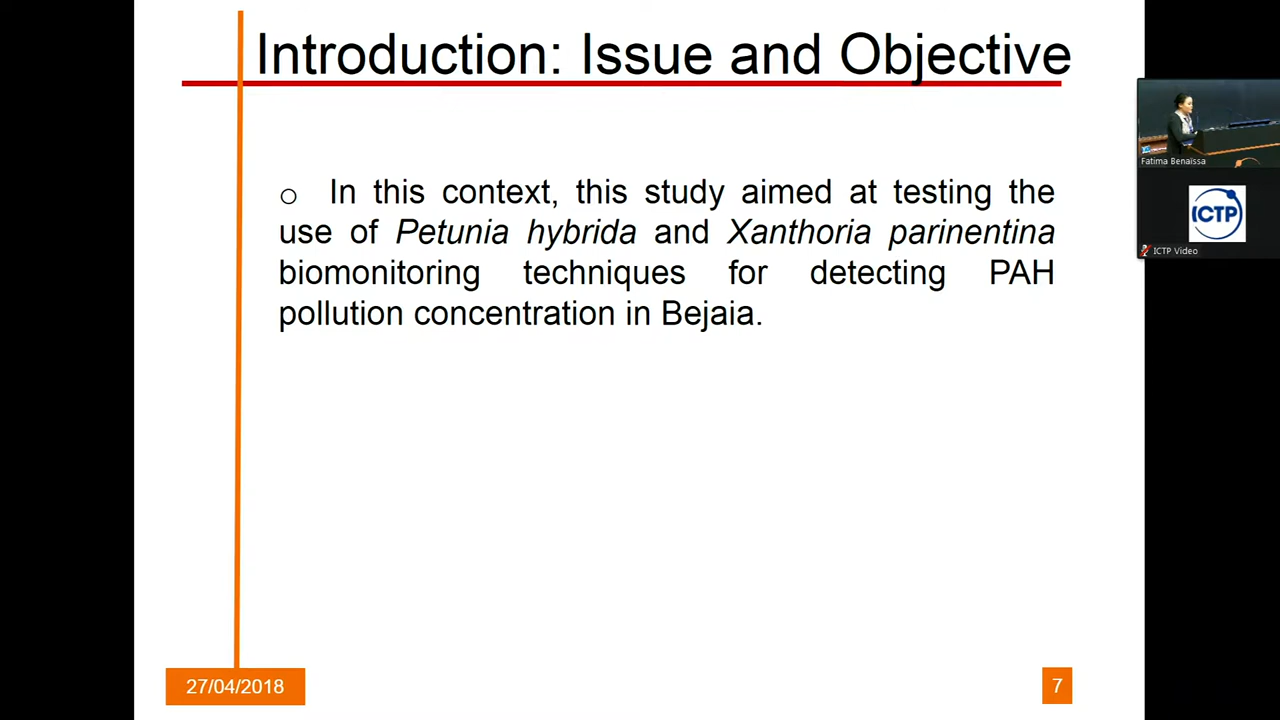 Introduction: Issue and Objective
o In this context, this study aimed at testing the
use of Petunia hybrida and Xanthoria parinentina
biomonitoring techniques for detecting PAH
pollution concentration in Bejaia.
27/04/2018
7
Fatima Benaïssa
ICTP
ICTP Video